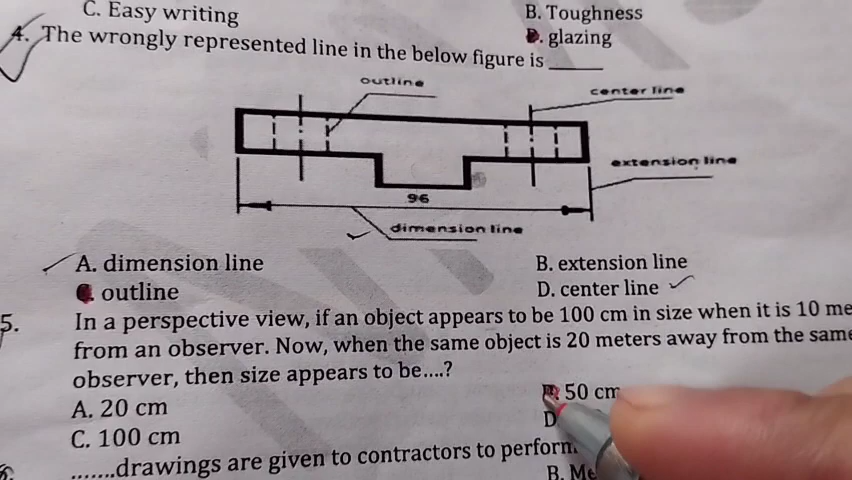 C. Easy writing
B. Toughness
D. glazing
4. The wrongly represented line in the below figure is ______
outline
center line
extension line
96
dimension line
A. dimension line
B. extension line
C. outline
D. center line
5. In a perspective view, if an object appears to be 100 cm in size when it is 10 me
from an observer. Now, when the same object is 20 meters away from the same
observer, then size appears to be....?
A. 20 cm
B. 50 cm
C. 100 cm
D
.......drawings are given to contractors to perform
B. Me